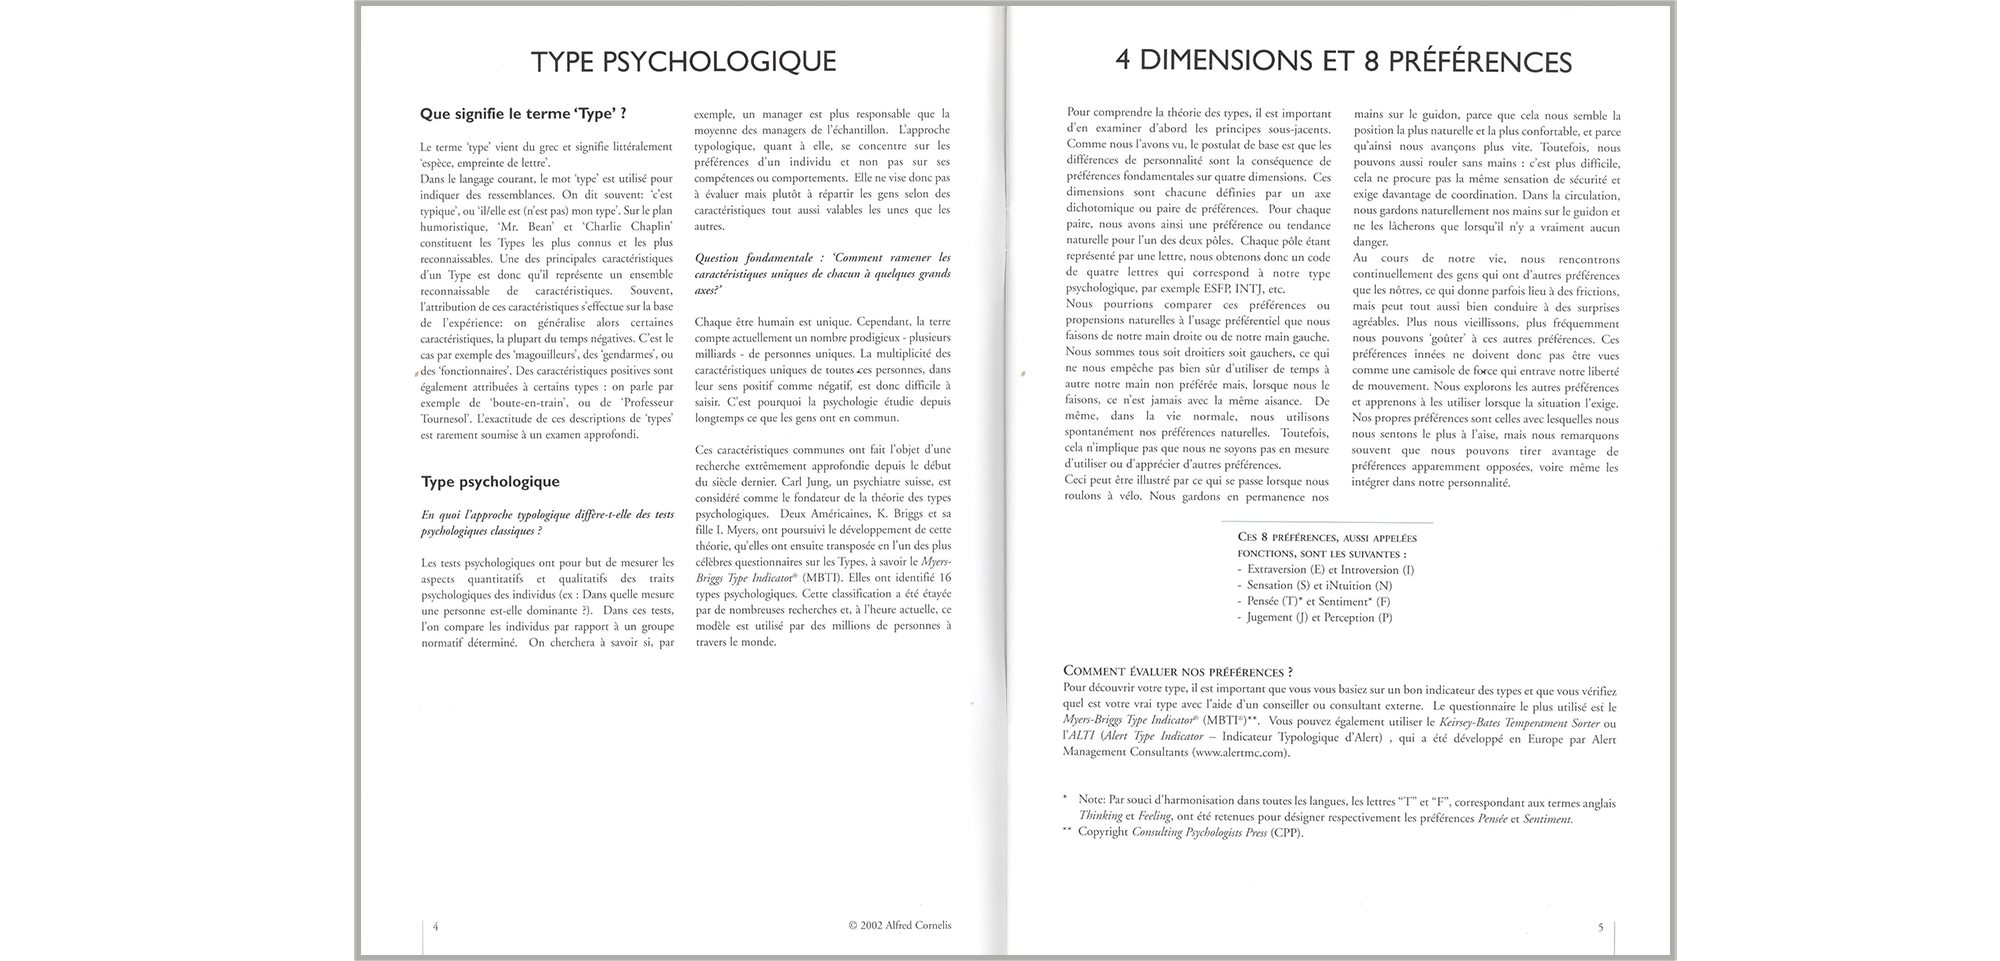 TYPE PSYCHOLOGIQUE
Que signifie le terme ‘Type’ ?
Le terme ‘type’ vient du grec et signifie littéralement
‘espèce, empreinte de lettre’.
Dans le langage courant, le mot ‘type’ est utilisé pour
indiquer des ressemblances. On dit souvent: ‘c’est
typique’, ou ‘il/elle est (n’est pas) mon type’. Sur le plan
humoristique, ‘Mr. Bean’ et ‘Charlie Chaplin’
constituent les Types les plus connus et les plus
reconnaissables. Une des principales caractéristiques
d’un Type est donc qu’il représente un ensemble
reconnaissable de caractéristiques. Souvent,
l’attribution de ces caractéristiques s’effectue sur la base
de l’expérience: on généralise alors certaines
caractéristiques, la plupart du temps négatives. C’est le
cas par exemple des ‘magouilleurs’, des ‘gendarmes’, ou
des ‘fonctionnaires’. Des caractéristiques positives sont
également attribuées à certains types : on parle par
exemple de ‘boute-en-train’, ou de ‘Professeur
Tournesol’. L’exactitude de ces descriptions de ‘types’
est rarement soumise à un examen approfondi.
Type psychologique
En quoi l’approche typologique diffère-t-elle des tests
psychologiques classiques ?
Les tests psychologiques ont pour but de mesurer les
aspects quantitatifs et qualitatifs des traits
psychologiques des individus (ex : Dans quelle mesure
une personne est-elle dominante ?). Dans ces tests,
l’on compare les individus par rapport à un groupe
normatif déterminé. On cherchera à savoir si, par
exemple, un manager est plus responsable que la
moyenne des managers de l’échantillon. L’approche
typologique, quant à elle, se concentre sur les
préférences d’un individu et non pas sur ses
compétences ou comportements. Elle ne vise donc pas
à évaluer mais plutôt à répartir les gens selon des
caractéristiques tout aussi valables les unes que les
autres.
Question fondamentale : ‘Comment ramener les
caractéristiques uniques de chacun à quelques grands
axes?’
Chaque être humain est unique. Cependant, la terre
compte actuellement un nombre prodigieux - plusieurs
milliards - de personnes uniques. La multiplicité des
caractéristiques uniques de toutes ces personnes, dans
leur sens positif comme négatif, est donc difficile à
saisir. C’est pourquoi la psychologie étudie depuis
longtemps ce que les gens ont en commun.
Ces caractéristiques communes ont fait l’objet d’une
recherche extrêmement approfondie depuis le début
du siècle dernier. Carl Jung, un psychiatre suisse, est
considéré comme le fondateur de la théorie des types
psychologiques. Deux Américaines, K. Briggs et sa
fille I. Myers, ont poursuivi le développement de cette
théorie, qu’elles ont ensuite transposée en l’un des plus
célèbres questionnaires sur les Types, à savoir le Myers-
Briggs Type Indicator® (MBTI). Elles ont identifié 16
types psychologiques. Cette classification a été étayée
par de nombreuses recherches et, à l’heure actuelle, ce
modèle est utilisé par des millions de personnes à
travers le monde.
4
© 2002 Alfred Cornelis
4 DIMENSIONS ET 8 PRÉFÉRENCES
Pour comprendre la théorie des types, il est important
d’en examiner d’abord les principes sous-jacents.
Comme nous l’avons vu, le postulat de base est que les
différences de personnalité sont la conséquence de
préférences fondamentales sur quatre dimensions. Ces
dimensions sont chacune définies par un axe
dichotomique ou paire de préférences. Pour chaque
paire, nous avons ainsi une préférence ou tendance
naturelle pour l’un des deux pôles. Chaque pôle étant
représenté par une lettre, nous obtenons donc un code
de quatre lettres qui correspond à notre type
psychologique, par exemple ESFP, INTJ, etc.
Nous pourrions comparer ces préférences ou
propensions naturelles à l’usage préférentiel que nous
faisons de notre main droite ou de notre main gauche.
Nous sommes tous soit droitiers soit gauchers, ce qui
ne nous empêche pas bien sûr d’utiliser de temps à
autre notre main non préférée mais, lorsque nous le
faisons, ce n’est jamais avec la même aisance. De
même, dans la vie normale, nous utilisons
spontanément nos préférences naturelles. Toutefois,
cela n’implique pas que nous ne soyons pas en mesure
d’utiliser ou d’apprécier d’autres préférences.
Ceci peut être illustré par ce qui se passe lorsque nous
roulons à vélo. Nous gardons en permanence nos
mains sur le guidon, parce que cela nous semble la
position la plus naturelle et la plus confortable, et parce
qu’ainsi nous avançons plus vite. Toutefois, nous
pouvons aussi rouler sans mains : c’est plus difficile,
cela ne procure pas la même sensation de sécurité et
exige davantage de coordination. Dans la circulation,
nous gardons naturellement nos mains sur le guidon et
ne les lâcherons que lorsqu’il n’y a vraiment aucun
danger.
Au cours de notre vie, nous rencontrons
continuellement des gens qui ont d’autres préférences
que les nôtres, ce qui donne parfois lieu à des frictions,
mais peut tout aussi bien conduire à des surprises
agréables. Plus nous vieillissons, plus fréquemment
nous pouvons ‘goûter’ à ces autres préférences. Ces
préférences innées ne doivent donc pas être vues
comme une camisole de force qui entrave notre liberté
de mouvement. Nous explorons les autres préférences
et apprenons à les utiliser lorsque la situation l’exige.
Nos propres préférences sont celles avec lesquelles nous
nous sentons le plus à l’aise, mais nous remarquons
souvent que nous pouvons tirer avantage de
préférences apparemment opposées, voire même les
intégrer dans notre personnalité.
CES 8 PRÉFÉRENCES, AUSSI APPELÉES
FONCTIONS, SONT LES SUIVANTES :
- Extraversion (E) et Introversion (I)
- Sensation (S) et iNtuition (N)
- Pensée (T)* et Sentiment* (F)
- Jugement (J) et Perception (P)
COMMENT ÉVALUER NOS PRÉFÉRENCES ?
Pour découvrir votre type, il est important que vous vous basiez sur un bon indicateur des types et que vous vérifiez
quel est votre vrai type avec l’aide d’un conseiller ou consultant externe. Le questionnaire le plus utilisé est le
Myers-Briggs Type Indicator® (MBTI®)**. Vous pouvez également utiliser le Keirsey-Bates Temperament Sorter ou
l’ALTI (Alert Type Indicator – Indicateur Typologique d’Alert) , qui a été développé en Europe par Alert
Management Consultants (www.alertmc.com).
* Note: Par souci d’harmonisation dans toutes les langues, les lettres “T” et “F”, correspondant aux termes anglais
Thinking et Feeling, ont été retenues pour désigner respectivement les préférences Pensée et Sentiment.
** Copyright Consulting Psychologists Press (CPP).
5